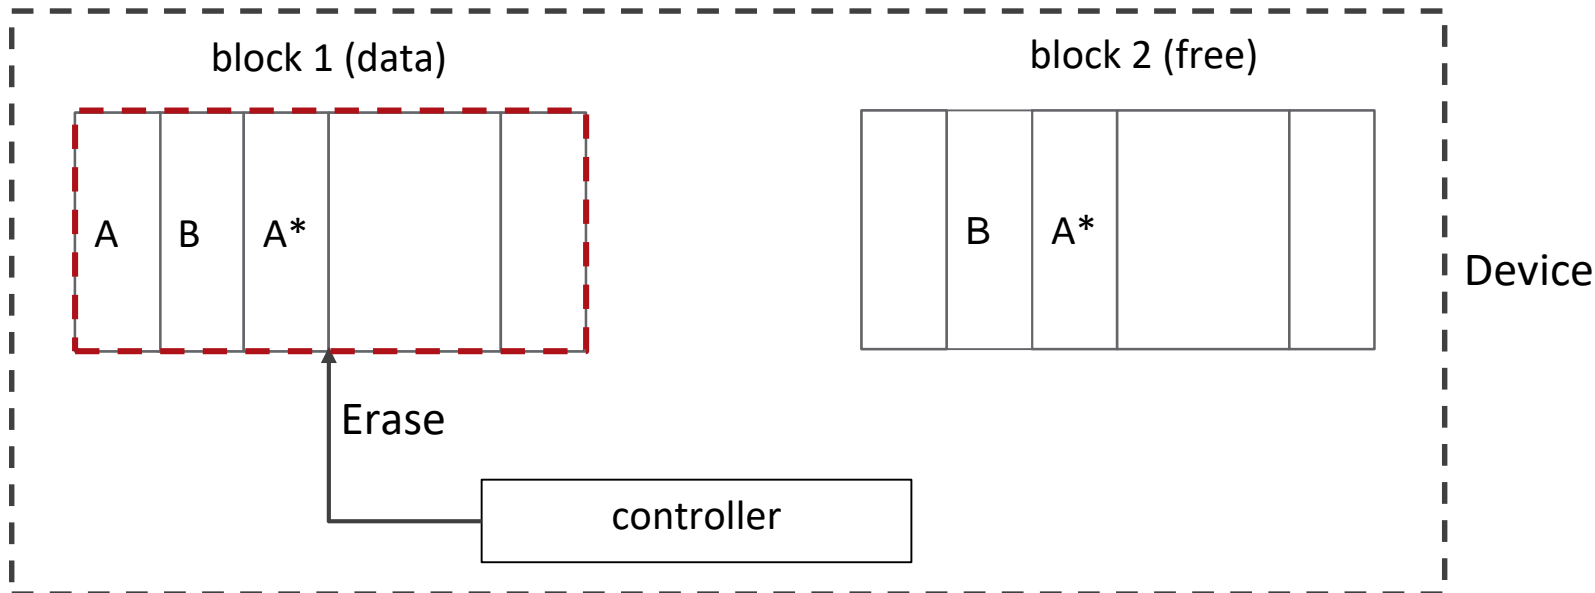 block 1 (data)
block 2 (free)
A B A*
B A*
Device
Erase
controller